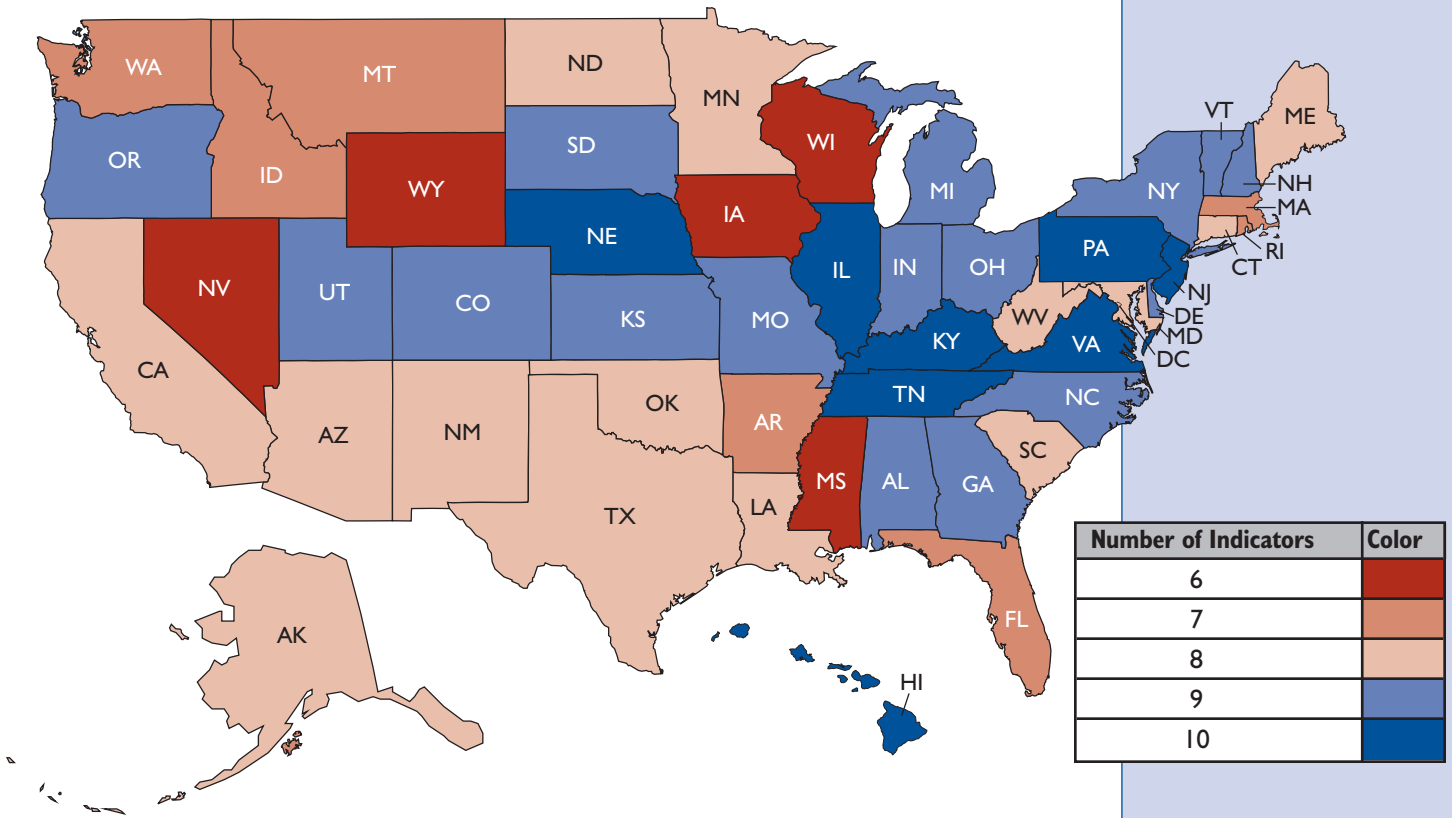 WA
MT
ND
MN
VT
ME
OR
ID
WY
SD
WI
MI
NY
NH
MA
IA
NE
PA
RI
CT
NV
UT
CO
KS
MO
IL
IN
OH
WV
VA
NJ
DE
MD
DC
CA
KY
AZ
NM
OK
AR
TN
NC
SC
TX
LA
MS
AL
GA
AK
FL
HI
Number of Indicators Color
6
7
8
9
10